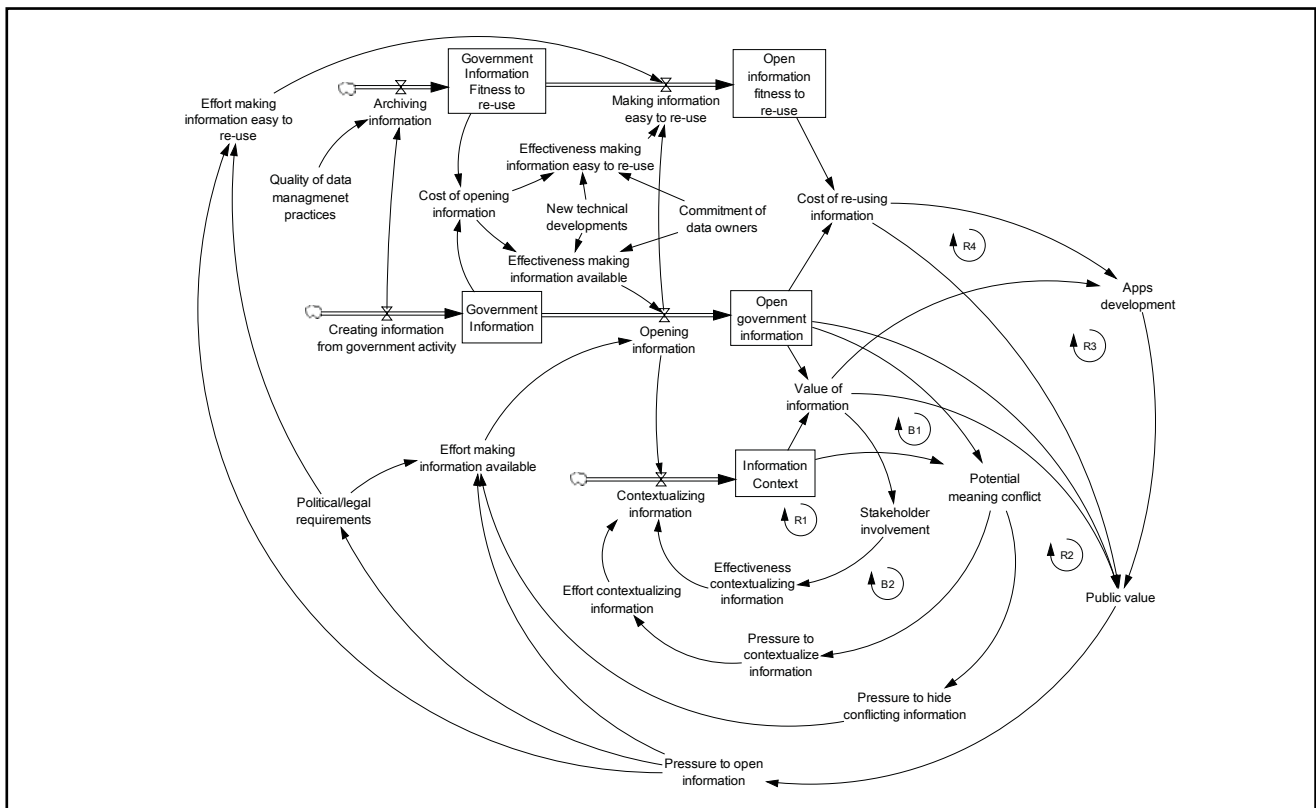 Government
Information
Fitness to
re-use
Open
information
fitness to
re-use
Effort making
information easy to
re-use
Archiving
information
Making information
easy to re-use
Effectiveness making
information easy to re-use
Quality of data
managmenet
practices
Cost of opening
information
New technical
developments
Commitment of
data owners
Cost of re-using
information
R4
Effectiveness making
information available
Apps
development
Government
Information
Open
government
information
Creating information
from government activity
Opening
information
R3
Value of
information
B1
Effort making
information available
Information
Context
Potential
meaning conflict
Political/legal
requirements
Contextualizing
information
R1
Stakeholder
involvement
R2
Effectiveness
contextualizing
information
B2
Effort contextualizing
information
Public value
Pressure to
contextualize
information
Pressure to hide
conflicting information
Pressure to open
information